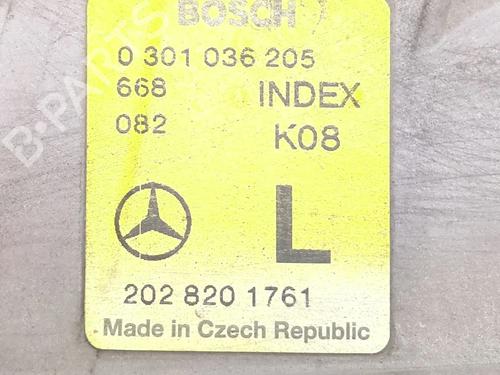 BOSCH
0 301 036 205
668 INDEX
082 K08
L
202 820 1761
Made in Czech Republic
B-PARTS